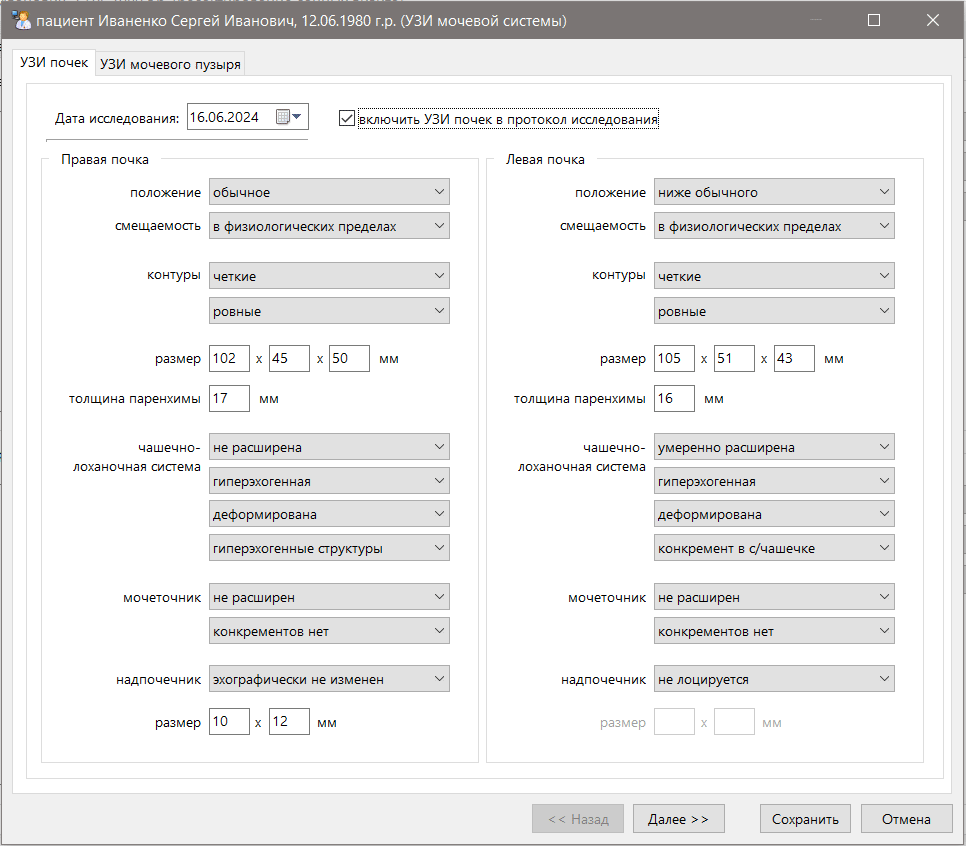 пациент Иваненко Сергей Иванович, 12.06.1980 г.р. (УЗИ мочевой системы)
УЗИ почек УЗИ мочевого пузыря
Дата исследования: 16.06.2024 включить УЗИ почек в протокол исследования
Правая почка
положение обычное
смещаемость в физиологических пределах
контуры четкие
ровные
размер 102 x 45 x 50 мм
толщина паренхимы 17 мм
чашечно-
лоханочная система
не расширена
гиперэхогенная
деформирована
гиперэхогенные структуры
мочеточник не расширен
конкрементов нет
надпочечник эхографически не изменен
размер 10 x 12 мм
Левая почка
положение ниже обычного
смещаемость в физиологических пределах
контуры четкие
ровные
размер 105 x 51 x 43 мм
толщина паренхимы 16 мм
чашечно-
лоханочная система
умеренно расширена
гиперэхогенная
деформирована
конкремент в с/чашечке
мочеточник не расширен
конкрементов нет
надпочечник не лоцируется
размер x мм
<< Назад Далее >> Сохранить Отмена